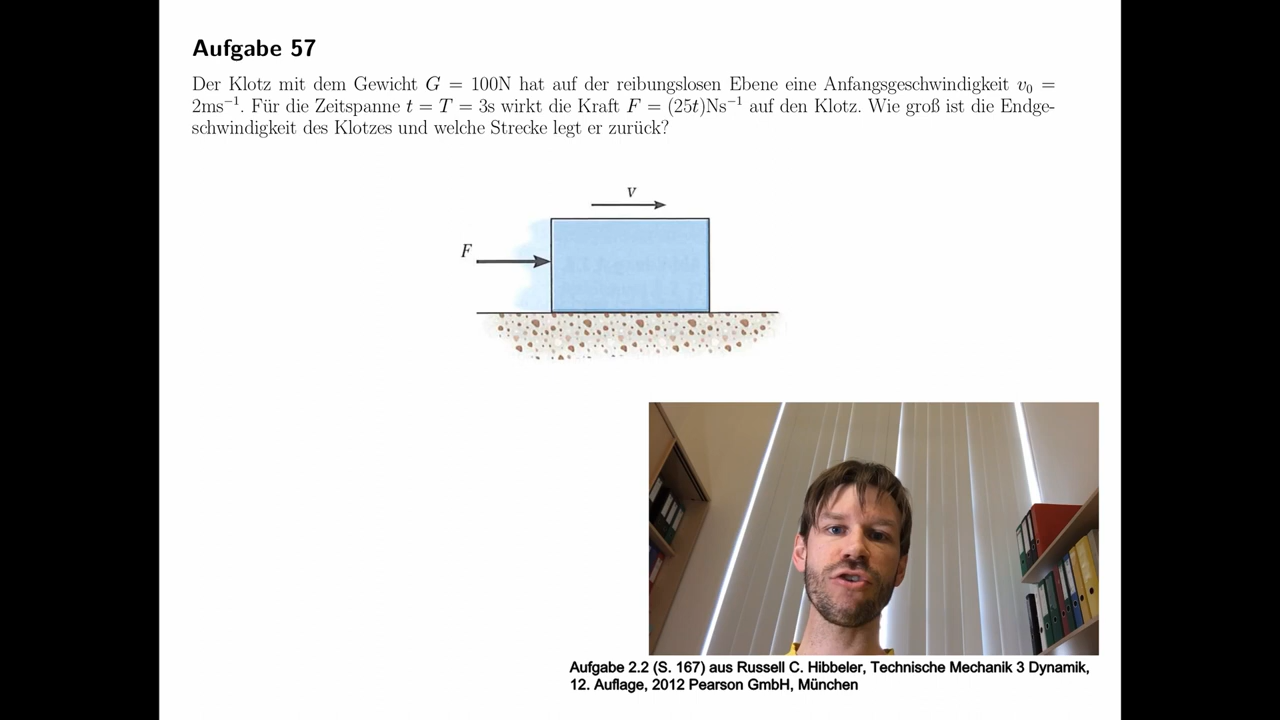 Aufgabe 57
Der Klotz mit dem Gewicht G = 100N hat auf der reibungslosen Ebene eine Anfangsgeschwindigkeit v₀ =
2ms⁻¹. Für die Zeitspanne t = T = 3s wirkt die Kraft F = (25t)Ns⁻¹ auf den Klotz. Wie groß ist die Endge-
schwindigkeit des Klotzes und welche Strecke legt er zurück?
v
F
Aufgabe 2.2 (S. 167) aus Russell C. Hibbeler, Technische Mechanik 3 Dynamik,
12. Auflage, 2012 Pearson GmbH, München